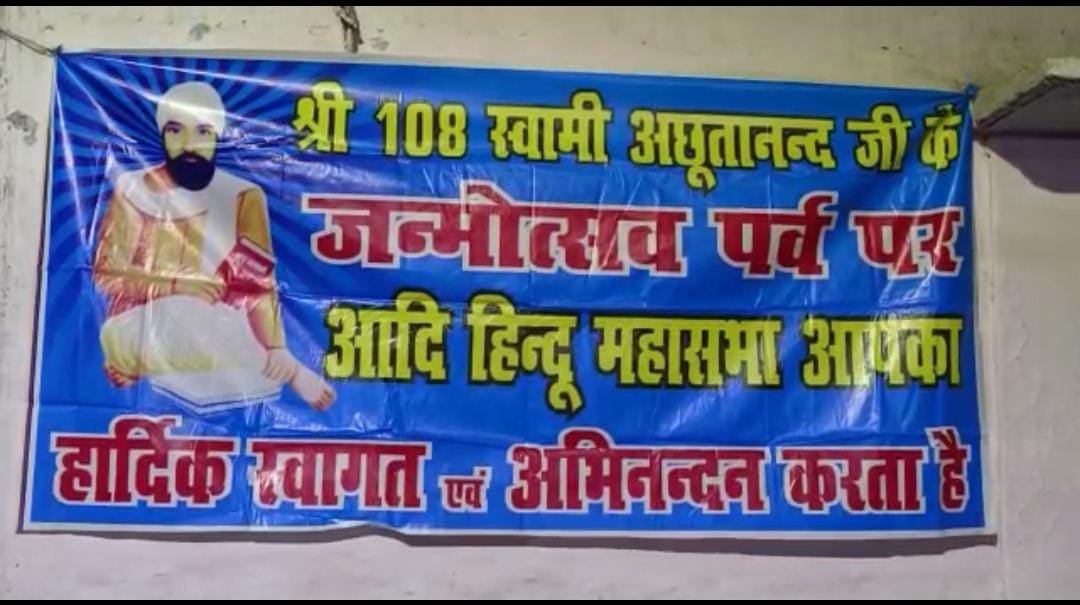 श्री 108 स्वामी अछूतानन्द जी के
जन्मोत्सव पर्व पर
आदि हिन्दू महासभा आपका
हार्दिक स्वागत एवं अभिनन्दन करता है